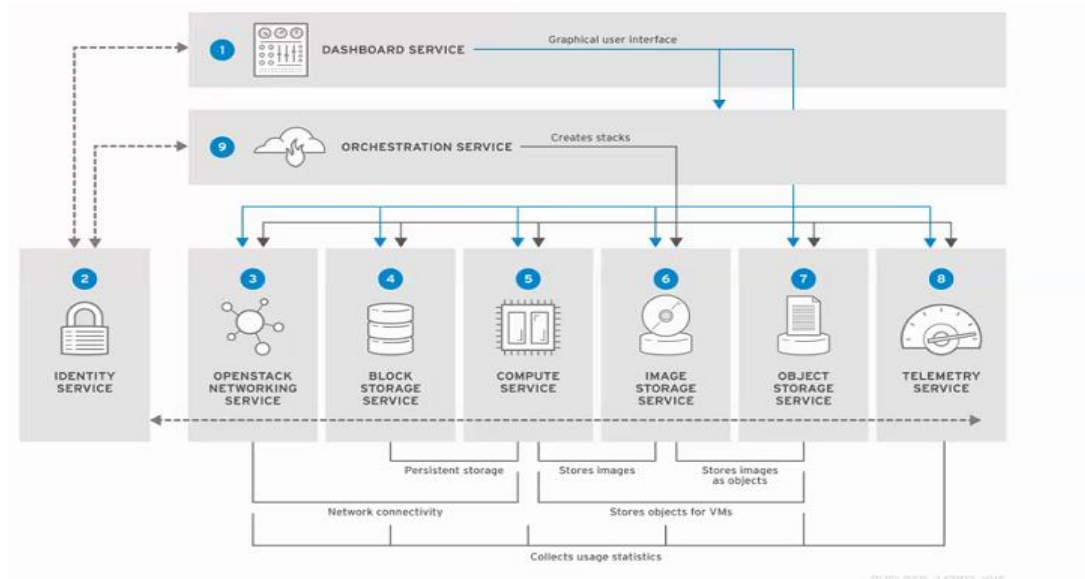 1
DASHBOARD SERVICE
Graphical user Interface
9
ORCHESTRATION SERVICE
Creates stacks
2
IDENTITY
SERVICE
3
OPENSTACK
NETWORKING
SERVICE
4
BLOCK
STORAGE
SERVICE
5
COMPUTE
SERVICE
6
IMAGE
STORAGE
SERVICE
7
OBJECT
STORAGE
SERVICE
8
TELEMETRY
SERVICE
Persistent storage
Stores images
Stores images
as objects
Network connectivity
Stores objects for VMs
Collects usage statistics